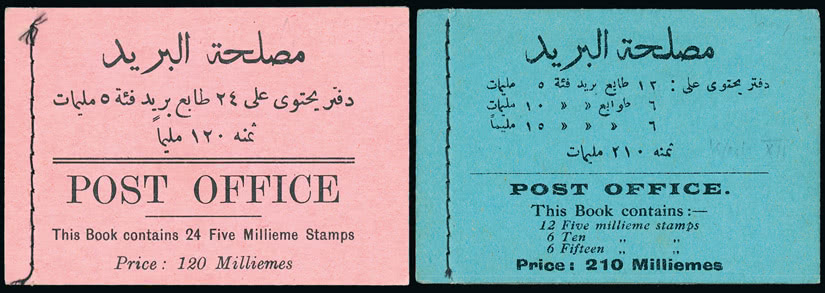 مصلحة البريد
دفتر يحتوى على ٢٤ طابع بريد فئة ٥ مليمات
ثمنه ١٢٠ مليماً
POST OFFICE
This Book contains 24 Five Millieme Stamps
Price: 120 Milliemes
مصلحة البريد
دفتر يحتوى على : ١٢ طابع بريد فئة ٥ مليمات
٦ طوابع » » ١٠ مليمات
٦ » » » ١٥ مليماً
ثمنه ٢١٠ مليمات
POST OFFICE.
This Book contains:—
12 Five millieme stamps
6 Ten „ „
6 Fifteen „ „
Price: 210 Milliemes